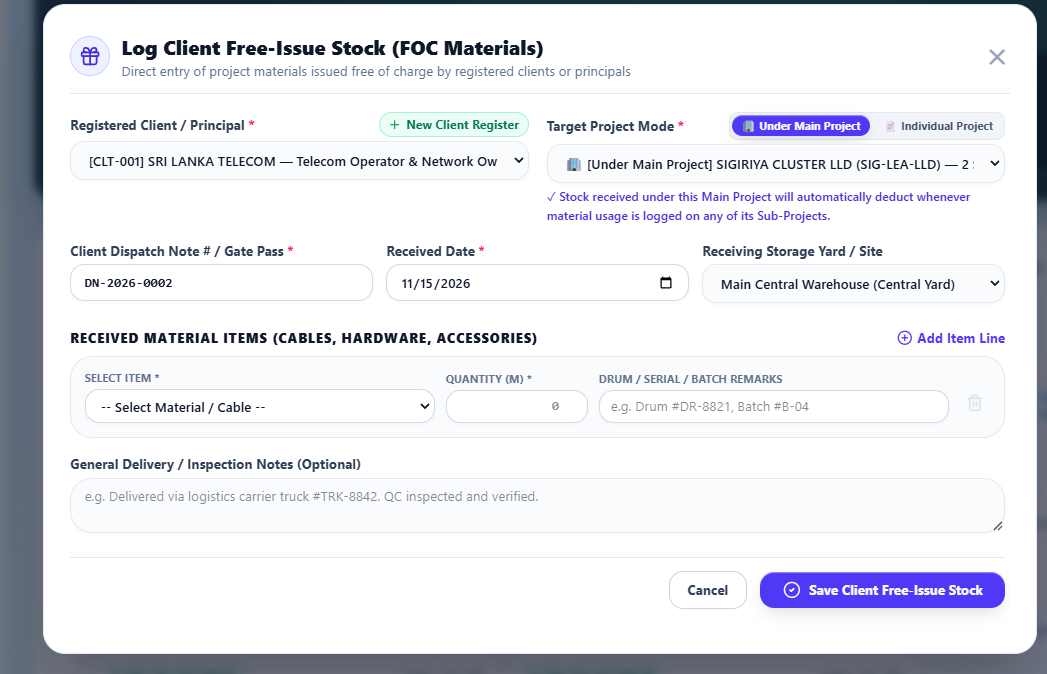 Log Client Free-Issue Stock (FOC Materials)
Direct entry of project materials issued free of charge by registered clients or principals
Registered Client / Principal *
+ New Client Register
[CLT-001] SRI LANKA TELECOM — Telecom Operator & Network Ow
Target Project Mode *
Under Main Project
Individual Project
[Under Main Project] SIGIRIYA CLUSTER LLD (SIG-LEA-LLD) — 2
✓ Stock received under this Main Project will automatically deduct whenever
material usage is logged on any of its Sub-Projects.
Client Dispatch Note # / Gate Pass *
DN-2026-0002
Received Date *
11/15/2026
Receiving Storage Yard / Site
Main Central Warehouse (Central Yard)
RECEIVED MATERIAL ITEMS (CABLES, HARDWARE, ACCESSORIES)
Add Item Line
SELECT ITEM *
-- Select Material / Cable --
QUANTITY (M) *
0
DRUM / SERIAL / BATCH REMARKS
e.g. Drum #DR-8821, Batch #B-04
General Delivery / Inspection Notes (Optional)
e.g. Delivered via logistics carrier truck #TRK-8842. QC inspected and verified.
Cancel
Save Client Free-Issue Stock